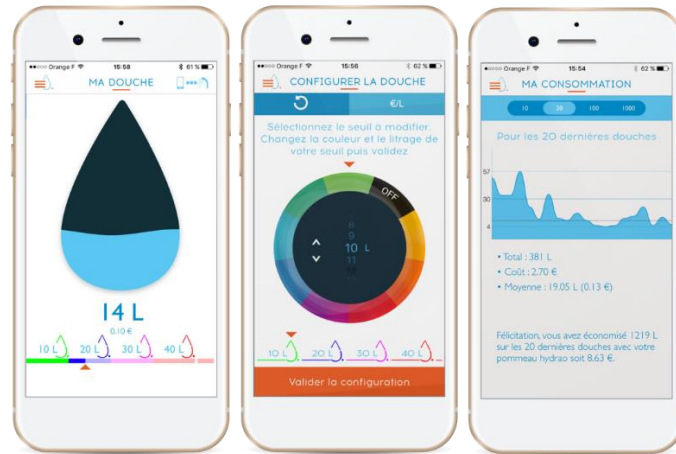 Orange F 15:58 61 %
MA DOUCHE
14 L
0.10 €
10 L 20 L 30 L 40 L
Orange F 15:56 62 %
CONFIGURER LA DOUCHE
€/L
Sélectionnez le seuil à modifier.
Changez la couleur et le litrage de
votre seuil puis validez
OFF
8
9
10 L
11
10 L 20 L 30 L 40 L
Valider la configuration
Orange F 15:54 62 %
MA CONSOMMATION
10 20 100 1000
Pour les 20 dernières douches
57
30
4
• Total : 381 L
• Coût : 2.70 €
• Moyenne : 19.05 L (0.13 €)
Félicitation, vous avez économisé 1219 L
sur les 20 dernières douches avec votre
pommeau hydrao soit 8.63 €.